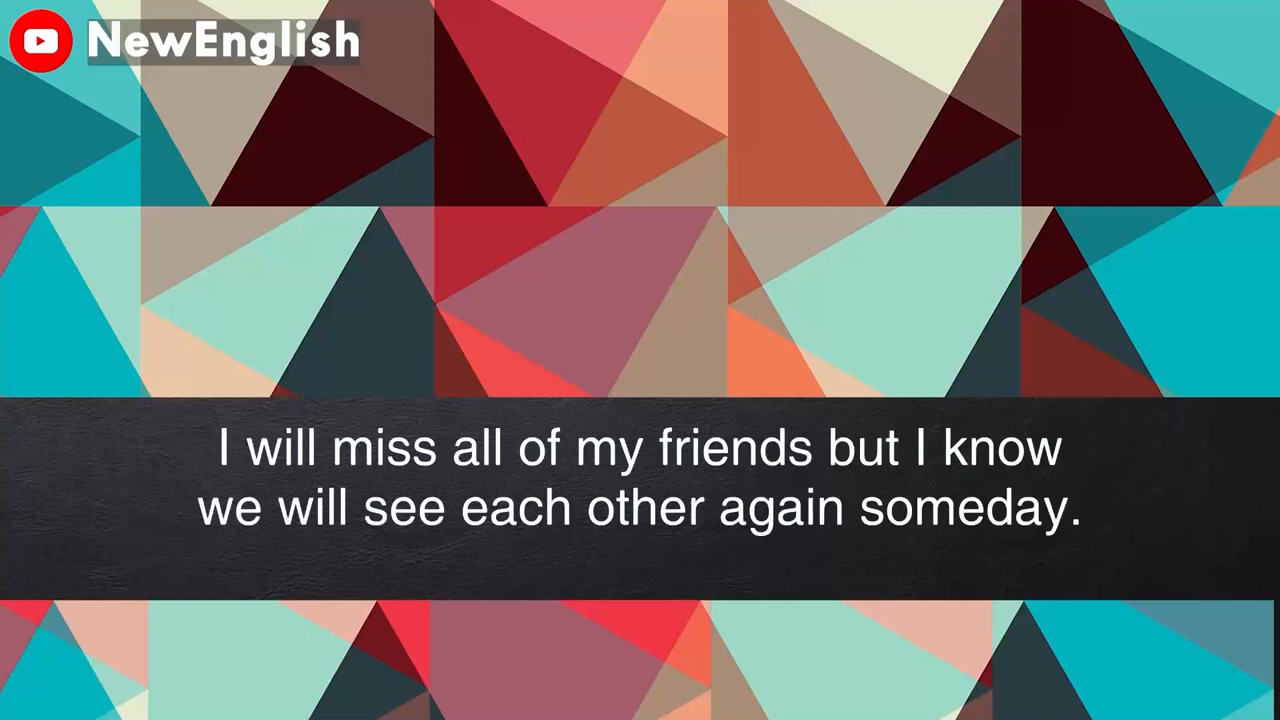 NewEnglish
I will miss all of my friends but I know
we will see each other again someday.